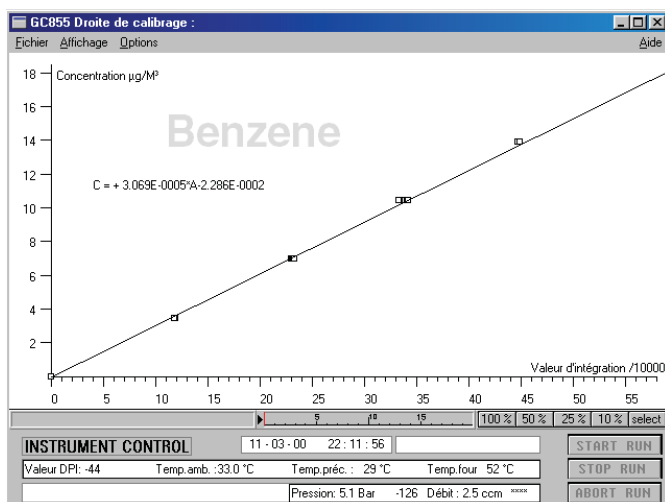 GC855 Droite de calibrage :
Fichier Affichage Options Aide
18
Concentration µg/M³
16
Benzene
14
C = + 3.069E-0005*A-2.286E-0002
12
10
8
6
4
2
Valeur d'intégration /10000
0 5 10 15 20 25 30 35 40 45 50 55
5 10 15 100 % 50 % 25 % 10 % select
INSTRUMENT CONTROL 11 - 03 - 00 22 : 11 : 56 START RUN
Valeur DPI: -44 Temp.amb. :33.0 °C Temp.préc. : 29 °C Temp.four 52 °C STOP RUN
Pression: 5.1 Bar -126 Débit : 2.5 ccm **** ABORT RUN